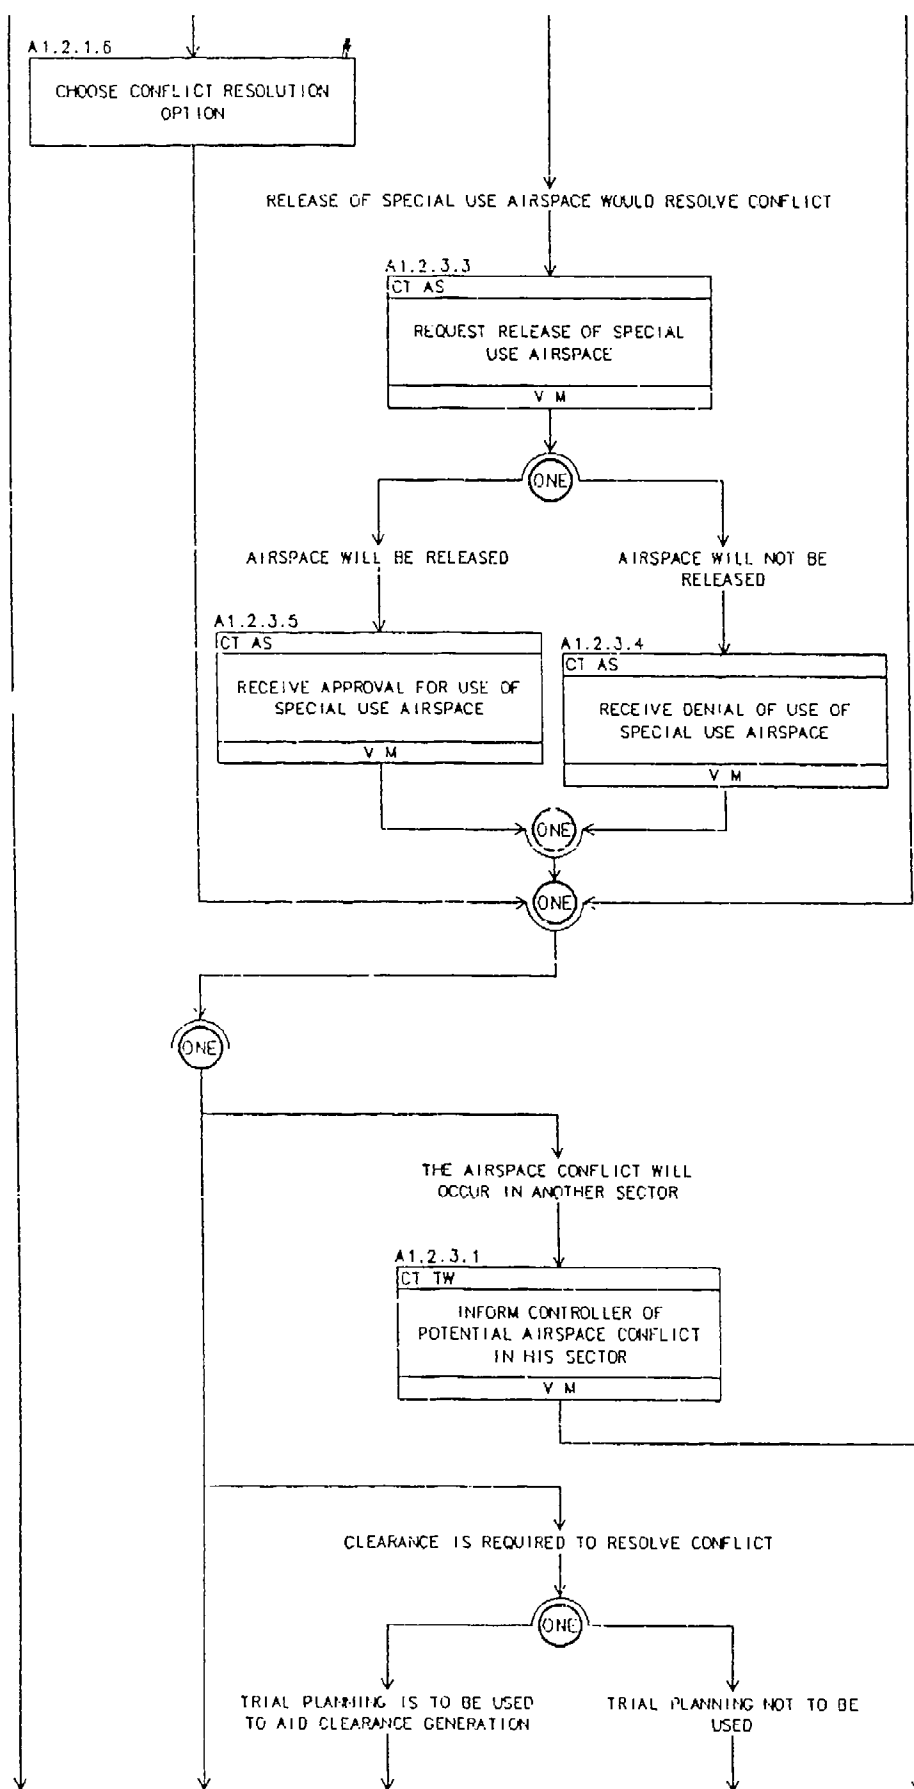 A1.2.1.6
CHOOSE CONFLICT RESOLUTION
OPTION
RELEASE OF SPECIAL USE AIRSPACE WOULD RESOLVE CONFLICT
A1.2.3.3
CT AS
REQUEST RELEASE OF SPECIAL
USE AIRSPACE
V M
ONE
AIRSPACE WILL BE RELEASED
AIRSPACE WILL NOT BE
RELEASED
A1.2.3.5
CT AS
RECEIVE APPROVAL FOR USE OF
SPECIAL USE AIRSPACE
V M
A1.2.3.4
CT AS
RECEIVE DENIAL OF USE OF
SPECIAL USE AIRSPACE
V M
ONE
ONE
ONE
THE AIRSPACE CONFLICT WILL
OCCUR IN ANOTHER SECTOR
A1.2.3.1
CT TW
INFORM CONTROLLER OF
POTENTIAL AIRSPACE CONFLICT
IN HIS SECTOR
V M
CLEARANCE IS REQUIRED TO RESOLVE CONFLICT
ONE
TRIAL PLANNING IS TO BE USED
TO AID CLEARANCE GENERATION
TRIAL PLANNING NOT TO BE
USED